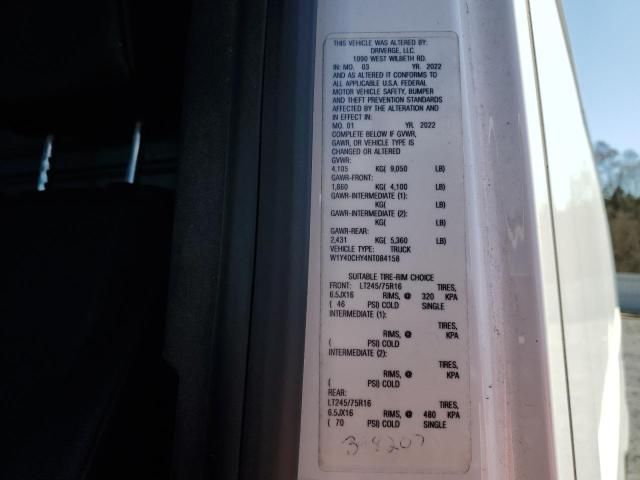 THIS VEHICLE WAS ALTERED BY:
DRIVERGE, LLC.
1090 WEST WILBETH RD.
IN: MO. 03 YR. 2022
AND AS ALTERED IT CONFORMS TO
ALL APPLICABLE U.S.A. FEDERAL
MOTOR VEHICLE SAFETY, BUMPER
AND THEFT PREVENTION STANDARDS
AFFECTED BY THE ALTERATION AND
IN EFFECT IN:
MO. 01 YR. 2022
COMPLETE BELOW IF GVWR,
GAWR, OR VEHICLE TYPE IS
CHANGED OR ALTERED
GVWR:
4,105 KG( 9,050 LB)
GAWR-FRONT:
1,860 KG( 4,100 LB)
GAWR-INTERMEDIATE (1):
KG( LB)
GAWR-INTERMEDIATE (2):
KG( LB)
GAWR-REAR:
2,431 KG( 5,360 LB)
VEHICLE TYPE: TRUCK
W1Y40CHY4NT084158
SUITABLE TIRE-RIM CHOICE
FRONT: LT245/75R16 TIRES,
6.5JX16 RIMS, @ 320 KPA
( 46 PSI) COLD SINGLE
INTERMEDIATE (1):
TIRES,
RIMS, @ KPA
( PSI) COLD
INTERMEDIATE (2):
TIRES,
RIMS, @ KPA
( PSI) COLD
REAR:
LT245/75R16 TIRES,
6.5JX16 RIMS, @ 480 KPA
( 70 PSI) COLD SINGLE